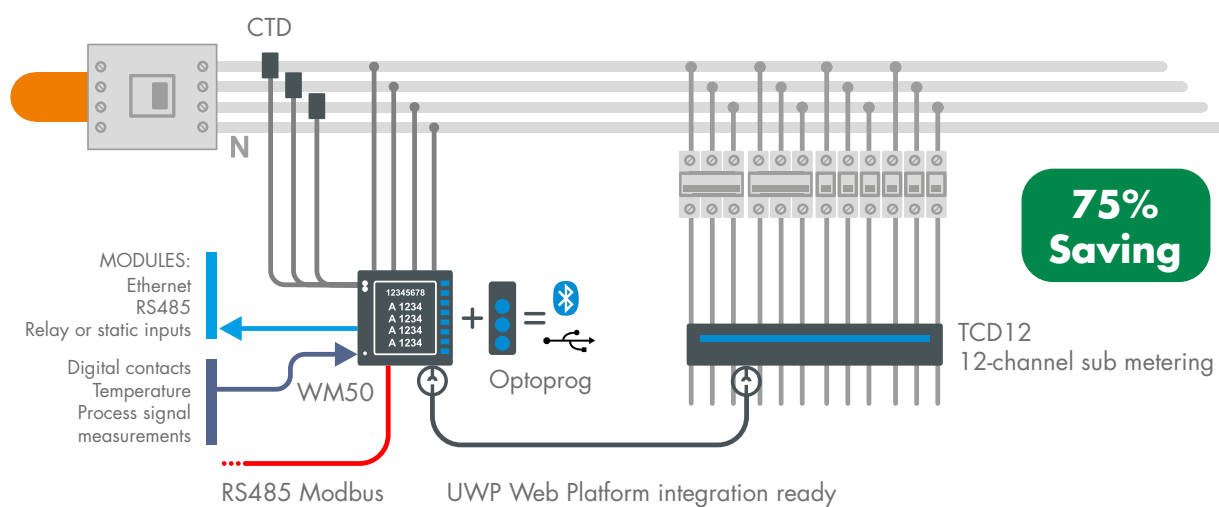 CTD
N
75%
Saving
MODULES:
Ethernet
RS485
Relay or static inputs
12345678
A 1234
A 1234
A 1234
A 1234
+
=
Optoprog
TCD12
12-channel sub metering
Digital contacts
Temperature
Process signal
measurements
WM50
RS485 Modbus
UWP Web Platform integration ready